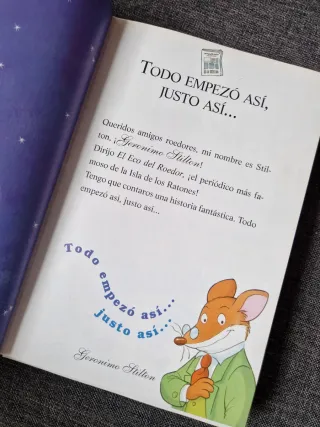 TODO EMPEZÓ ASÍ,
JUSTO ASÍ...
Queridos amigos roedores, mi nombre es Stil-
ton, ¡Geronimo Stilton!
Dirijo El Eco del Roedor, ¡el periódico más fa-
moso de la Isla de los Ratones!
Tengo que contaros una historia fantástica. Todo
empezó así, justo así...
Todo empezó así...
justo así...
Geronimo Stilton